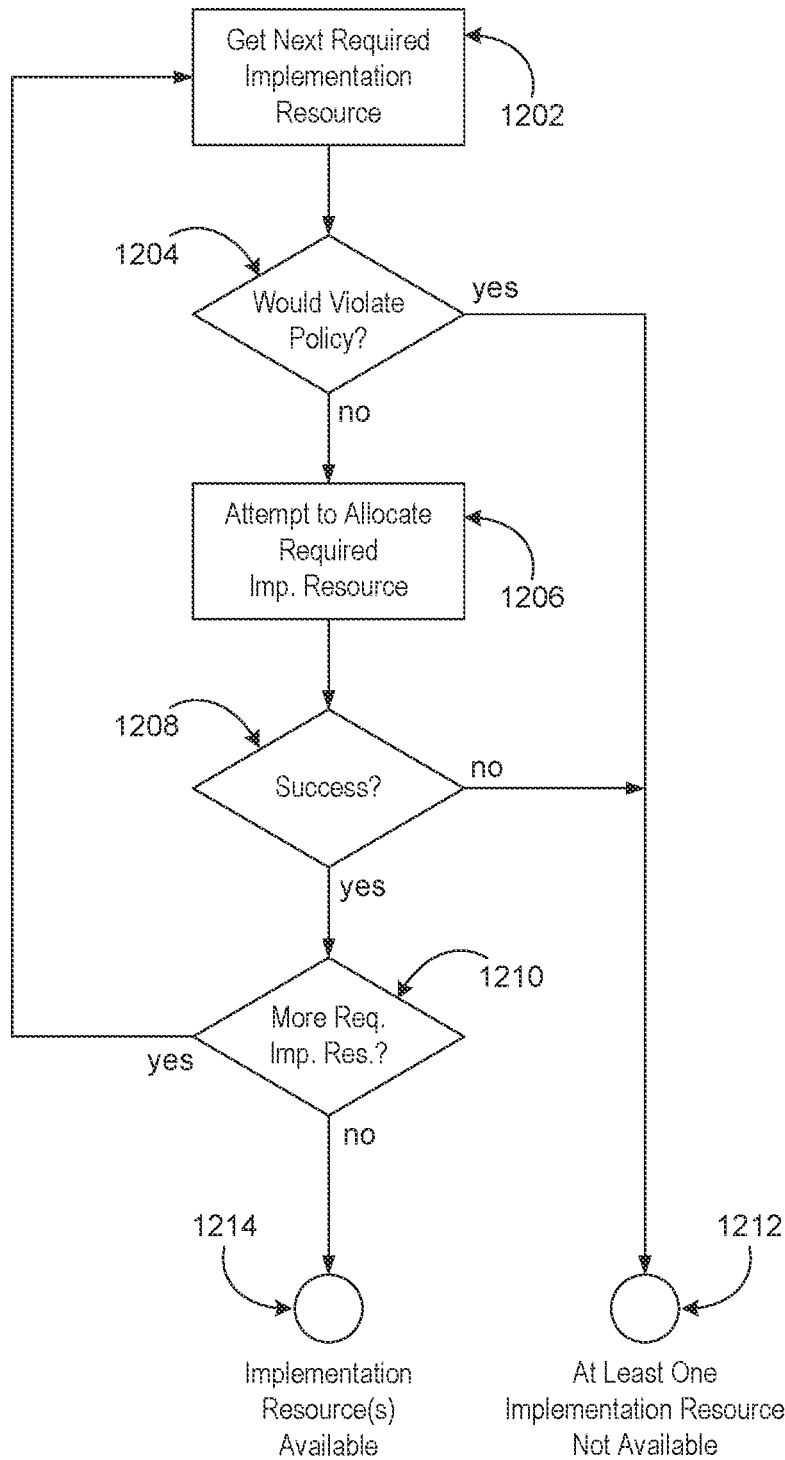 Get Next Required
Implementation
Resource
1202
1204
Would Violate
Policy?
yes
no
Attempt to Allocate
Required
Imp. Resource
1206
1208
Success?
no
yes
1210
More Req.
Imp. Res.?
yes
no
1214
1212
Implementation
Resource(s)
Available
At Least One
Implementation Resource
Not Available